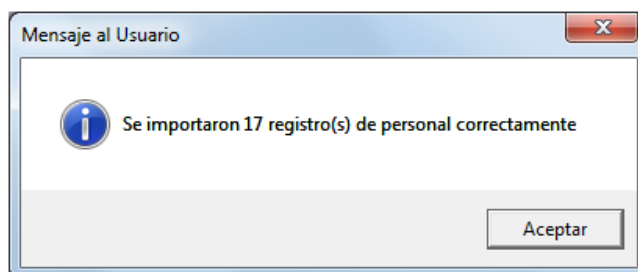 Mensaje al Usuario
Se importaron 17 registro(s) de personal correctamente
Aceptar